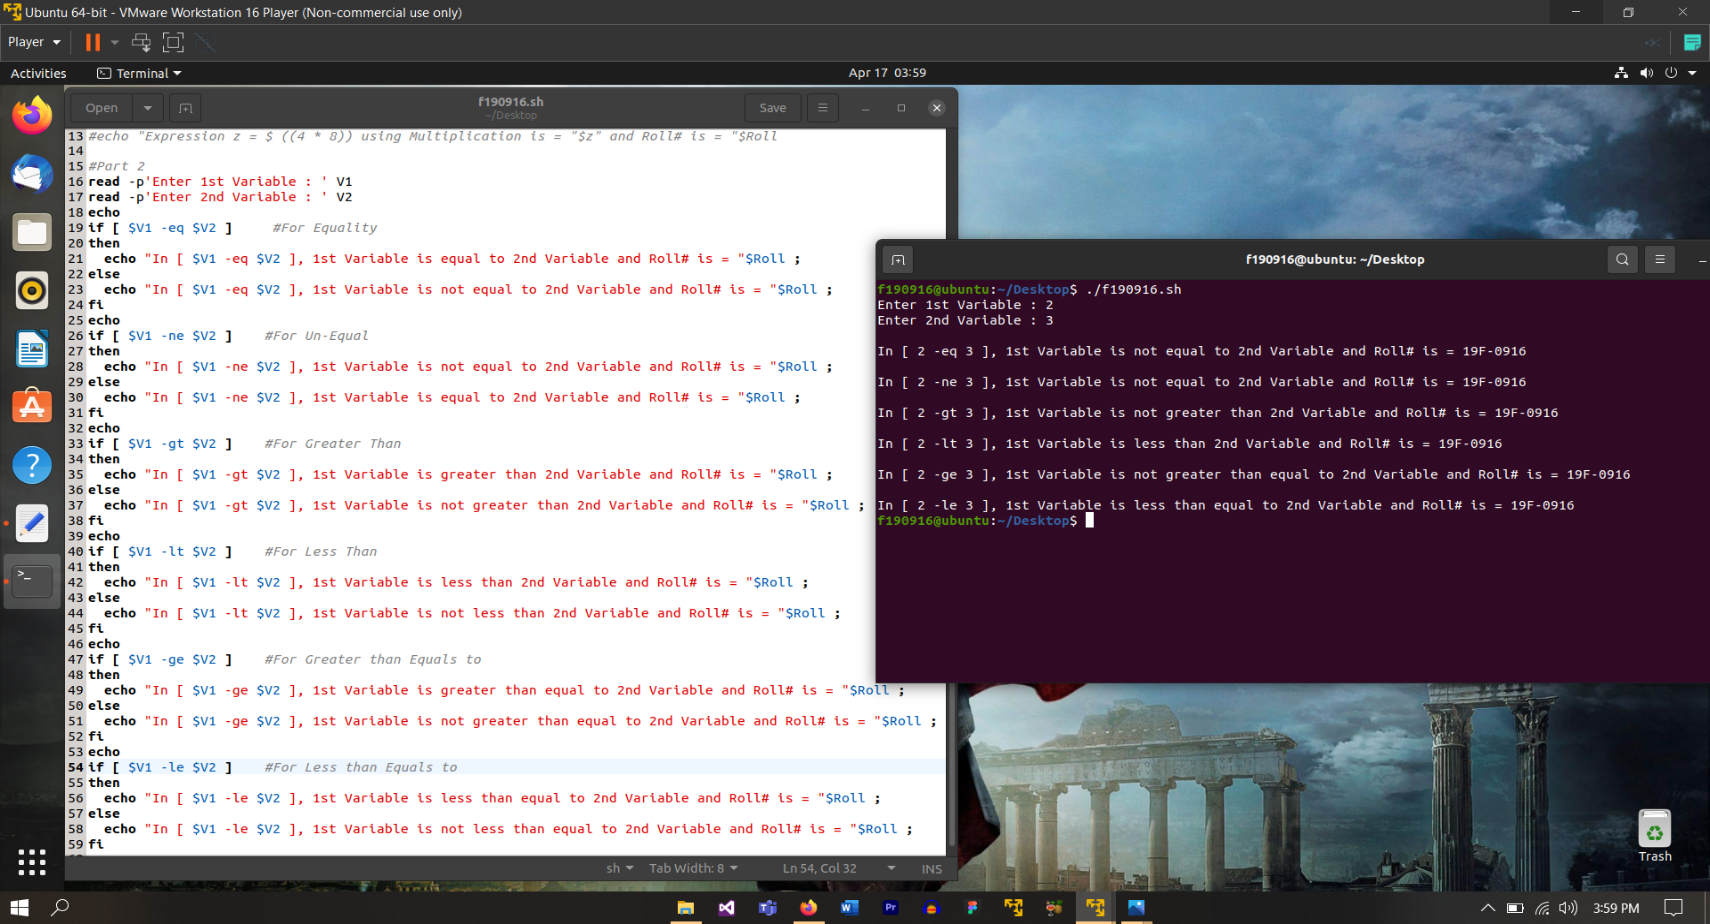 Ubuntu 64-bit - VMware Workstation 16 Player (Non-commercial use only)
Player
Activities
Terminal
Apr 17 03:59
Open
f190916.sh
~/Desktop
Save
13 #echo "Expression z = $ ((4 * 8)) using Multiplication is = "$z" and Roll# is = "$Roll
14
15 #Part 2
16 read -p'Enter 1st Variable : ' V1
17 read -p'Enter 2nd Variable : ' V2
18 echo
19 if [ $V1 -eq $V2 ] #For Equality
20 then
21 echo "In [ $V1 -eq $V2 ], 1st Variable is equal to 2nd Variable and Roll# is = "$Roll ;
22 else
23 echo "In [ $V1 -eq $V2 ], 1st Variable is not equal to 2nd Variable and Roll# is = "$Roll ;
24 fi
25 echo
26 if [ $V1 -ne $V2 ] #For Un-Equal
27 then
28 echo "In [ $V1 -ne $V2 ], 1st Variable is not equal to 2nd Variable and Roll# is = "$Roll ;
29 else
30 echo "In [ $V1 -ne $V2 ], 1st Variable is equal to 2nd Variable and Roll# is = "$Roll ;
31 fi
32 echo
33 if [ $V1 -gt $V2 ] #For Greater Than
34 then
35 echo "In [ $V1 -gt $V2 ], 1st Variable is greater than 2nd Variable and Roll# is = "$Roll ;
36 else
37 echo "In [ $V1 -gt $V2 ], 1st Variable is not greater than 2nd Variable and Roll# is = "$Roll ;
38 fi
39 echo
40 if [ $V1 -lt $V2 ] #For Less Than
41 then
42 echo "In [ $V1 -lt $V2 ], 1st Variable is less than 2nd Variable and Roll# is = "$Roll ;
43 else
44 echo "In [ $V1 -lt $V2 ], 1st Variable is not less than 2nd Variable and Roll# is = "$Roll ;
45 fi
46 echo
47 if [ $V1 -ge $V2 ] #For Greater than Equals to
48 then
49 echo "In [ $V1 -ge $V2 ], 1st Variable is greater than equal to 2nd Variable and Roll# is = "$Roll ;
50 else
51 echo "In [ $V1 -ge $V2 ], 1st Variable is not greater than equal to 2nd Variable and Roll# is = "$Roll ;
52 fi
53 echo
54 if [ $V1 -le $V2 ] #For Less than Equals to
55 then
56 echo "In [ $V1 -le $V2 ], 1st Variable is less than equal to 2nd Variable and Roll# is = "$Roll ;
57 else
58 echo "In [ $V1 -le $V2 ], 1st Variable is not less than equal to 2nd Variable and Roll# is = "$Roll ;
59 fi
sh
Tab Width: 8
Ln 54, Col 32
INS
f190916@ubuntu: ~/Desktop
f190916@ubuntu:~/Desktop$ ./f190916.sh
Enter 1st Variable : 2
Enter 2nd Variable : 3
In [ 2 -eq 3 ], 1st Variable is not equal to 2nd Variable and Roll# is = 19F-0916
In [ 2 -ne 3 ], 1st Variable is not equal to 2nd Variable and Roll# is = 19F-0916
In [ 2 -gt 3 ], 1st Variable is not greater than 2nd Variable and Roll# is = 19F-0916
In [ 2 -lt 3 ], 1st Variable is less than 2nd Variable and Roll# is = 19F-0916
In [ 2 -ge 3 ], 1st Variable is not greater than equal to 2nd Variable and Roll# is = 19F-0916
In [ 2 -le 3 ], 1st Variable is less than equal to 2nd Variable and Roll# is = 19F-0916
f190916@ubuntu:~/Desktop$
Trash
Pr
3:59 PM